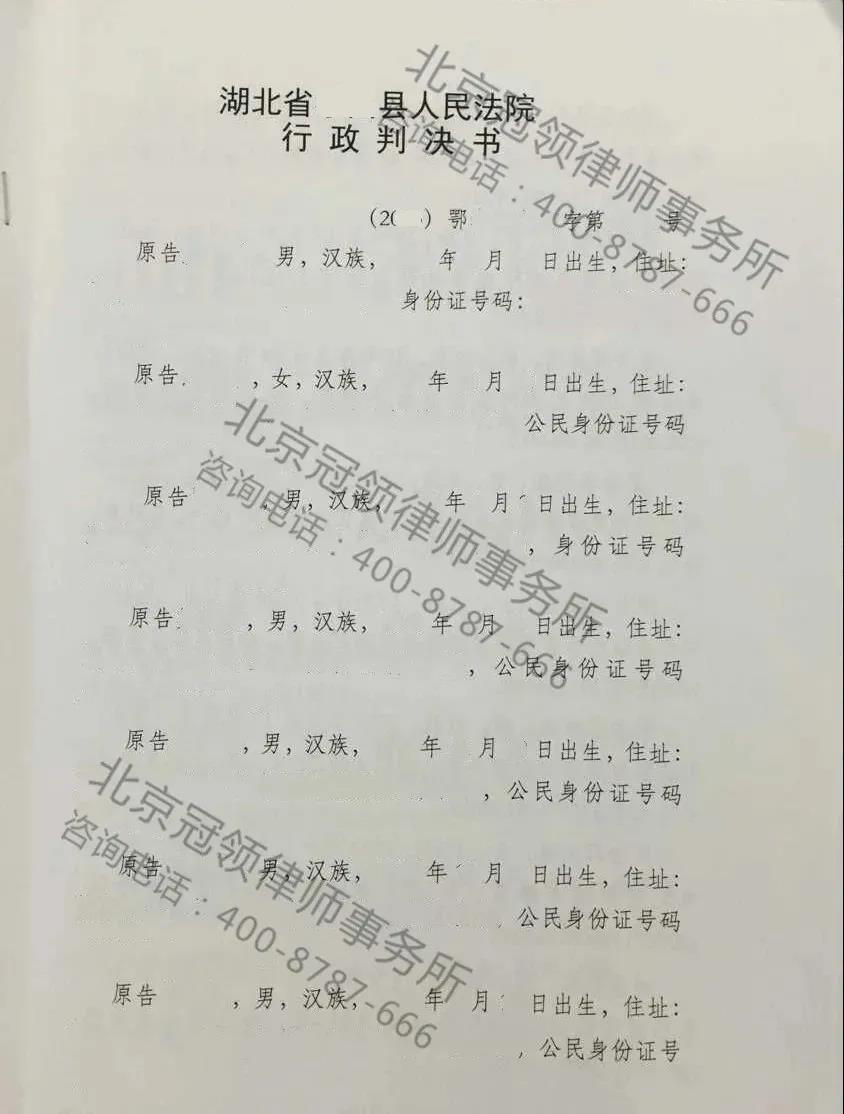 湖北省 县人民法院
行政判决书
(20 ) 鄂 字第 号
原告 男，汉族， 年 月 日出生，住址：
身份证号码：
原告 ，女，汉族， 年 月 日出生，住址：
公民身份证号码
原告 ，男，汉族， 年 月 日出生，住址：
，身份证号码
原告 ，男，汉族， 年 月 日出生，住址：
，公民身份证号码
原告 ，男，汉族， 年 月 日出生，住址：
，公民身份证号码
原告 男，汉族， 年 月 日出生，住址：
公民身份证号码
原告 ，男，汉族， 年 月 日出生，住址：
，公民身份证号
北京冠领律师事务所
咨询电话：400-8787-666
北京冠领律师事务所
咨询电话：400-8787-666
北京冠领律师事务所
咨询电话：400-8787-666